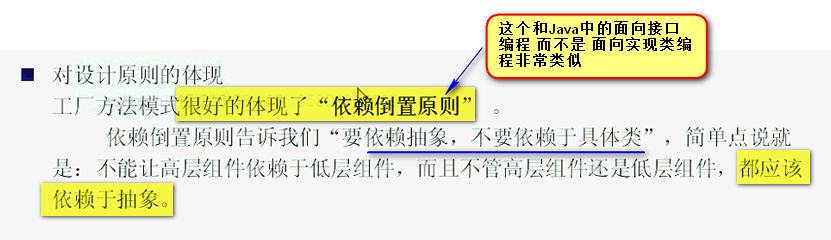 这个和Java中的面向接口
编程 而不是 面向实现类编
程非常类似
对设计原则的体现
工厂方法模式很好的体现了“依赖倒置原则” 。
依赖倒置原则告诉我们“要依赖抽象，不要依赖于具体类”，简单点说就
是：不能让高层组件依赖于低层组件，而且不管高层组件还是低层组件，都应该
依赖于抽象。